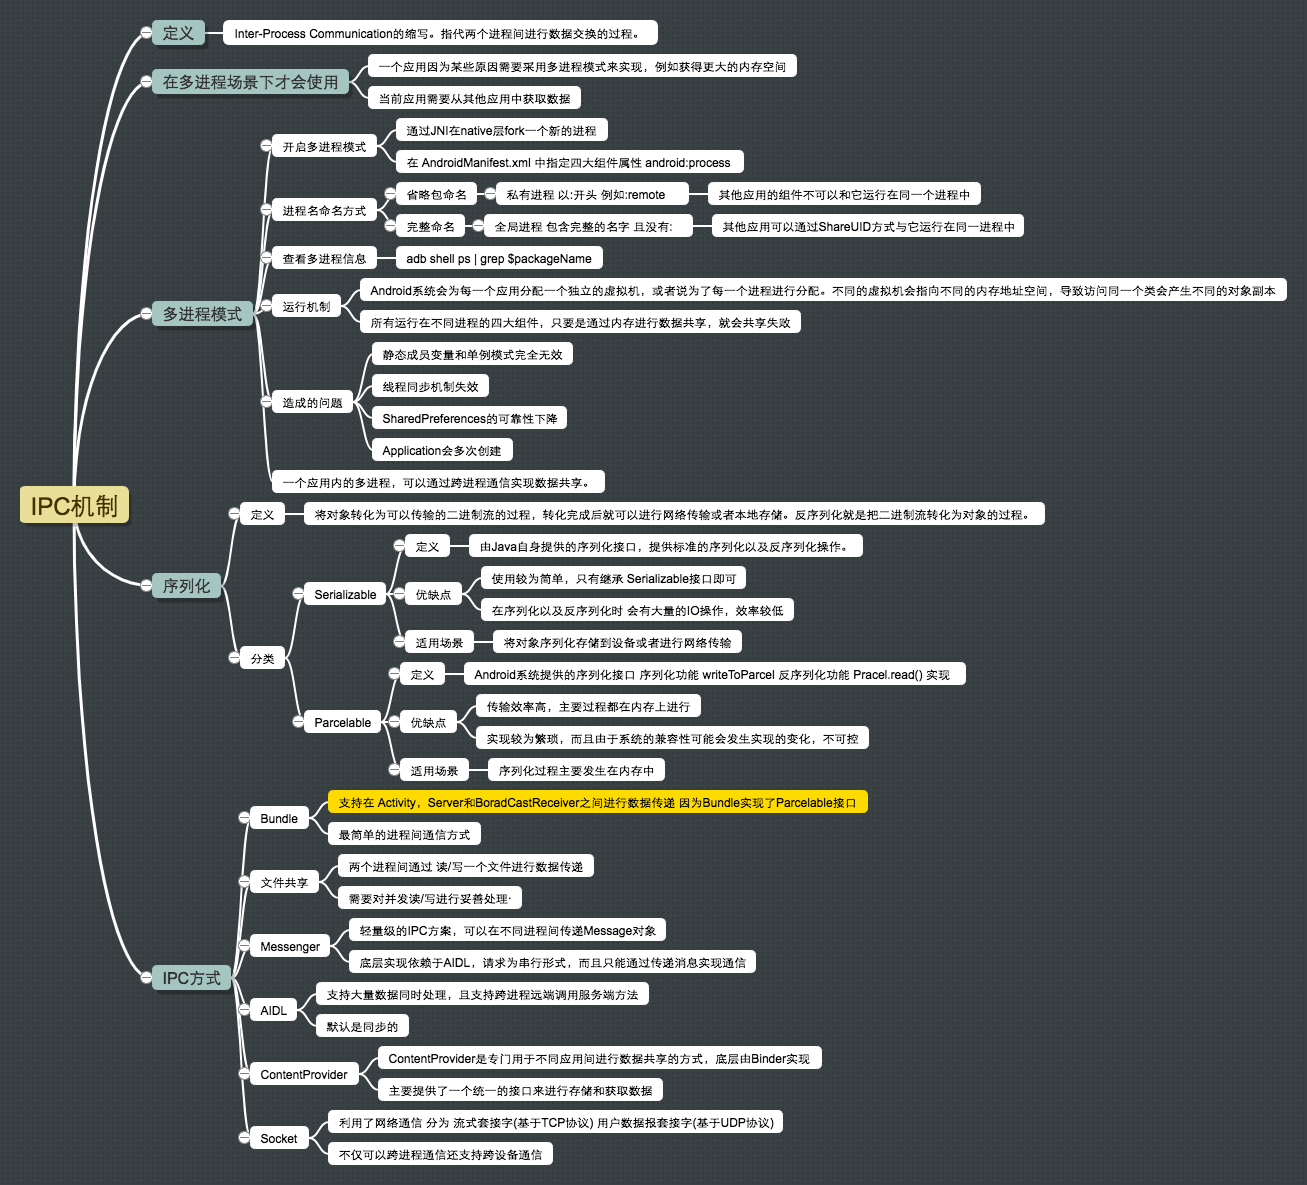 定义
Inter-Process Communication的缩写。指代两个进程间进行数据交换的过程。
在多进程场景下才会使用
一个应用因为某些原因需要采用多进程模式来实现，例如获得更大的内存空间
当前应用需要从其他应用中获取数据
多进程模式
开启多进程模式
通过JNI在native层fork一个新的进程
在 AndroidManifest.xml 中指定四大组件属性 android:process
进程名命名方式
省略包命名
私有进程 以:开头 例如:remote
其他应用的组件不可以和它运行在同一个进程中
完整命名
全局进程 包含完整的名字 且没有:
其他应用可以通过ShareUID方式与它运行在同一进程中
查看多进程信息
adb shell ps | grep $packageName
运行机制
Android系统会为每一个应用分配一个独立的虚拟机，或者说为了每一个进程进行分配。不同的虚拟机会指向不同的内存地址空间，导致访问同一个类会产生不同的对象副本
所有运行在不同进程的四大组件，只要是通过内存进行数据共享，就会共享失败
造成的问题
静态成员变量和单例模式完全无效
线程同步机制失效
SharedPreferences的可靠性下降
Application会多次创建
一个应用内的多进程，可以通过跨进程通信实现数据共享。
IPC机制
序列化
定义
将对象转化为可以传输的二进制流的过程，转化完成后就可以进行网络传输或者本地存储。反序列化就是把二进制流转化为对象的过程。
分类
Serializable
定义
由Java自身提供的序列化接口，提供标准的序列化以及反序列化操作。
优缺点
使用较为简单，只有继承 Serializable接口即可
在序列化以及反序列化时 会有大量的IO操作，效率较低
适用场景
将对象序列化存储到设备或者进行网络传输
Parcelable
定义
Android系统提供的序列化接口 序列化功能 writeToParcel 反序列化功能 Pracel.read() 实现
优缺点
传输效率高，主要过程都在内存上进行
实现较为繁琐，而且由于系统的兼容性可能会发生实现的变化，不可控
适用场景
序列化过程主要发生在内存中
IPC方式
Bundle
支持在 Activity，Server和BoradCastReceiver之间进行数据传递 因为Bundle实现了Parcelable接口
最简单的进程间通信方式
文件共享
两个进程间通过 读/写一个文件进行数据传递
需要对并发读/写进行妥善处理·
Messenger
轻量级的IPC方案，可以在不同进程间传递Message对象
底层实现依赖于AIDL，请求为串行形式，而且只能通过传递消息实现通信
AIDL
支持大量数据同时处理，且支持跨进程远端调用服务端方法
默认是同步的
ContentProvider
ContentProvider是专门用于不同应用间进行数据共享的方式，底层由Binder实现
主要提供了一个统一的接口来进行存储和获取数据
Socket
利用了网络通信 分为 流式套接字(基于TCP协议) 用户数据报套接字(基于UDP协议)
不仅可以跨进程通信还支持跨设备通信